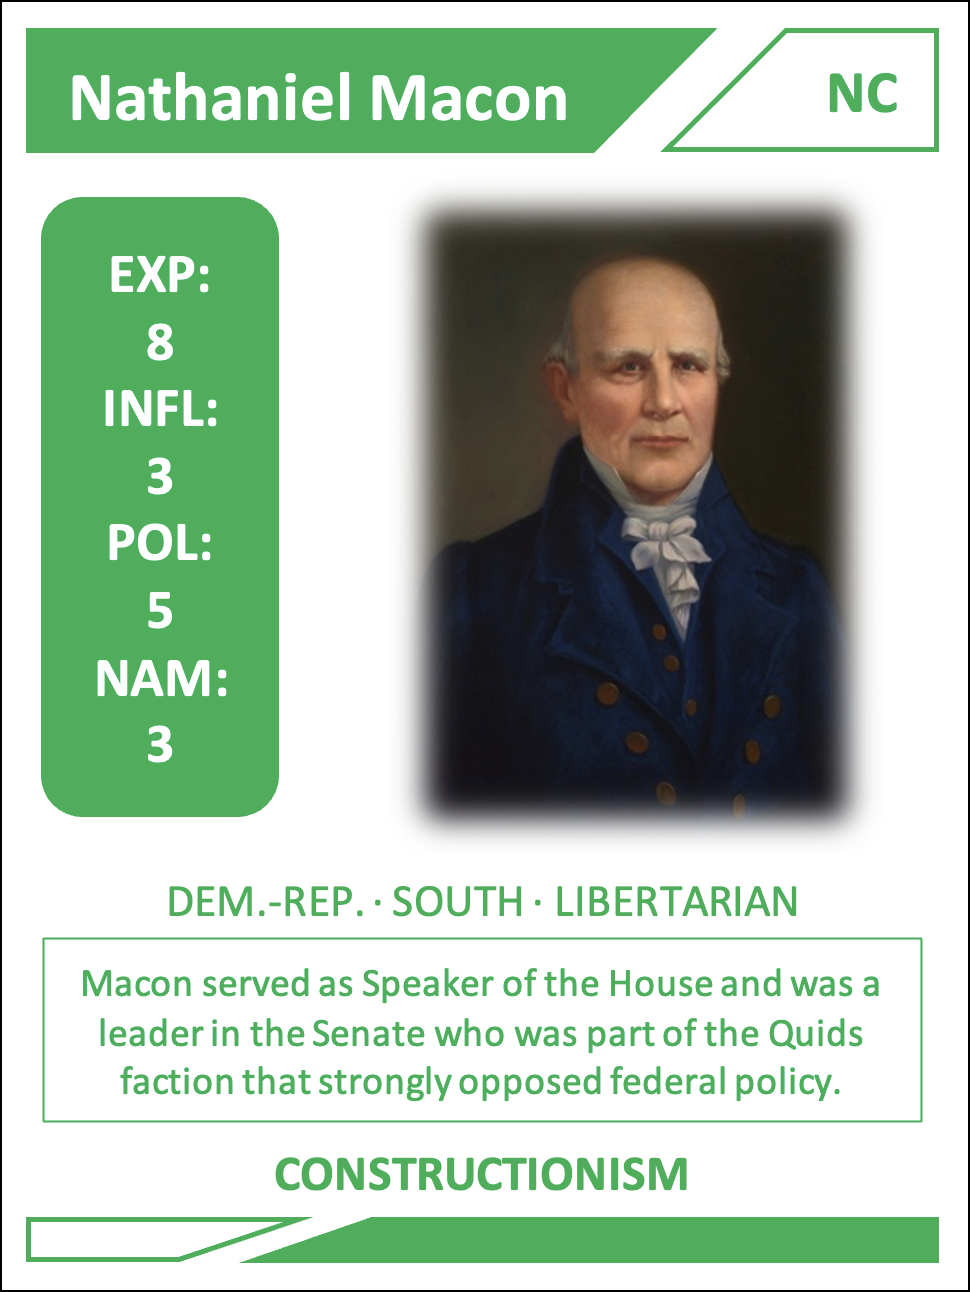 Nathaniel Macon
NC
EXP:
8
INFL:
3
POL:
5
NAM:
3
DEM.-REP. · SOUTH · LIBERTARIAN
Macon served as Speaker of the House and was a
leader in the Senate who was part of the Quids
faction that strongly opposed federal policy.
CONSTRUCTIONISM